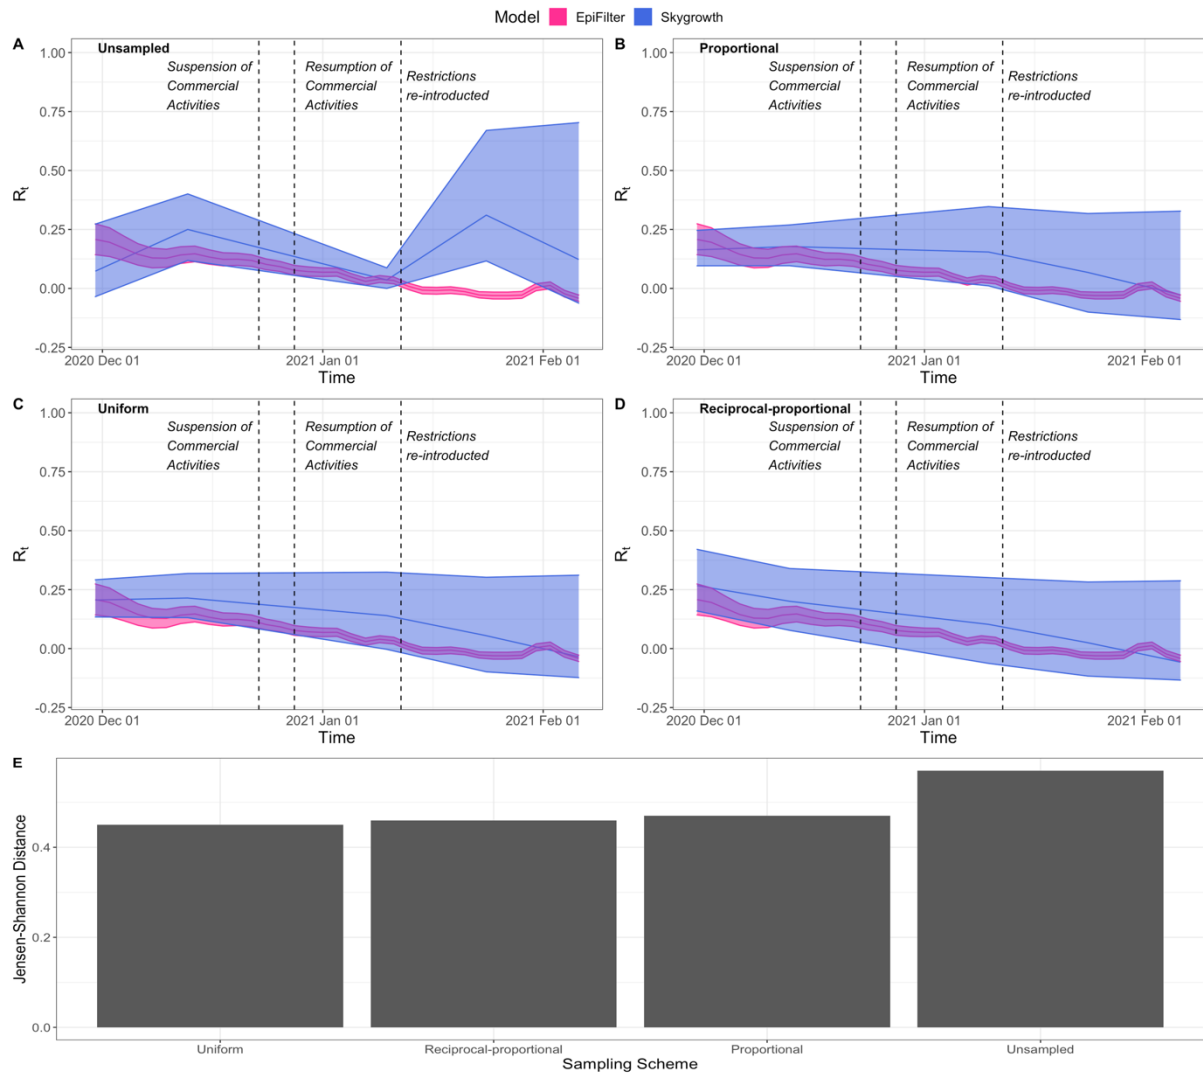 Model EpiFilter Skygrowth
A
Unsampled
Suspension of
Commercial
Activities
Resumption of
Commercial
Activities
Restrictions
re-introducted
1.00
0.75
0.50
0.25
0.00
-0.25
Rt
2020 Dec 01
2021 Jan 01
2021 Feb 01
Time
B
Proportional
Suspension of
Commercial
Activities
Resumption of
Commercial
Activities
Restrictions
re-introducted
1.00
0.75
0.50
0.25
0.00
-0.25
Rt
2020 Dec 01
2021 Jan 01
2021 Feb 01
Time
C
Uniform
Suspension of
Commercial
Activities
Resumption of
Commercial
Activities
Restrictions
re-introducted
1.00
0.75
0.50
0.25
0.00
-0.25
Rt
2020 Dec 01
2021 Jan 01
2021 Feb 01
Time
D
Reciprocal-proportional
Suspension of
Commercial
Activities
Resumption of
Commercial
Activities
Restrictions
re-introducted
1.00
0.75
0.50
0.25
0.00
-0.25
Rt
2020 Dec 01
2021 Jan 01
2021 Feb 01
Time
E
Jensen-Shannon Distance
0.4
0.2
0.0
Uniform
Reciprocal-proportional
Proportional
Unsampled
Sampling Scheme